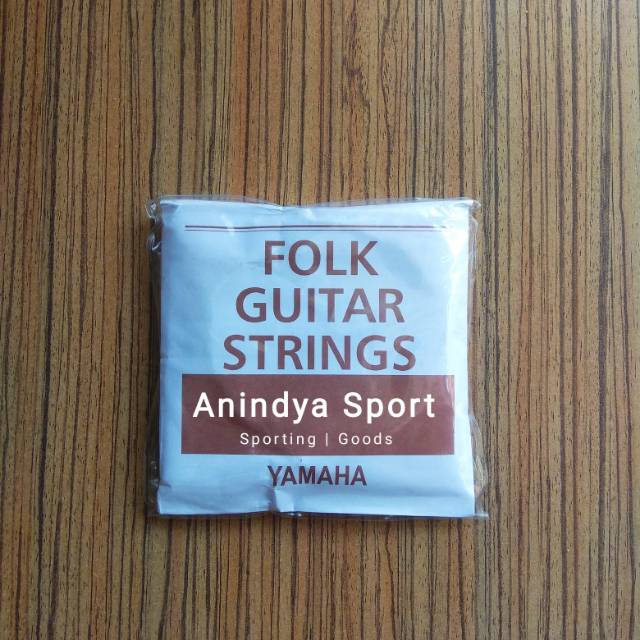 FOLK
GUITAR
STRINGS
Anindya Sport
Sporting | Goods
YAMAHA